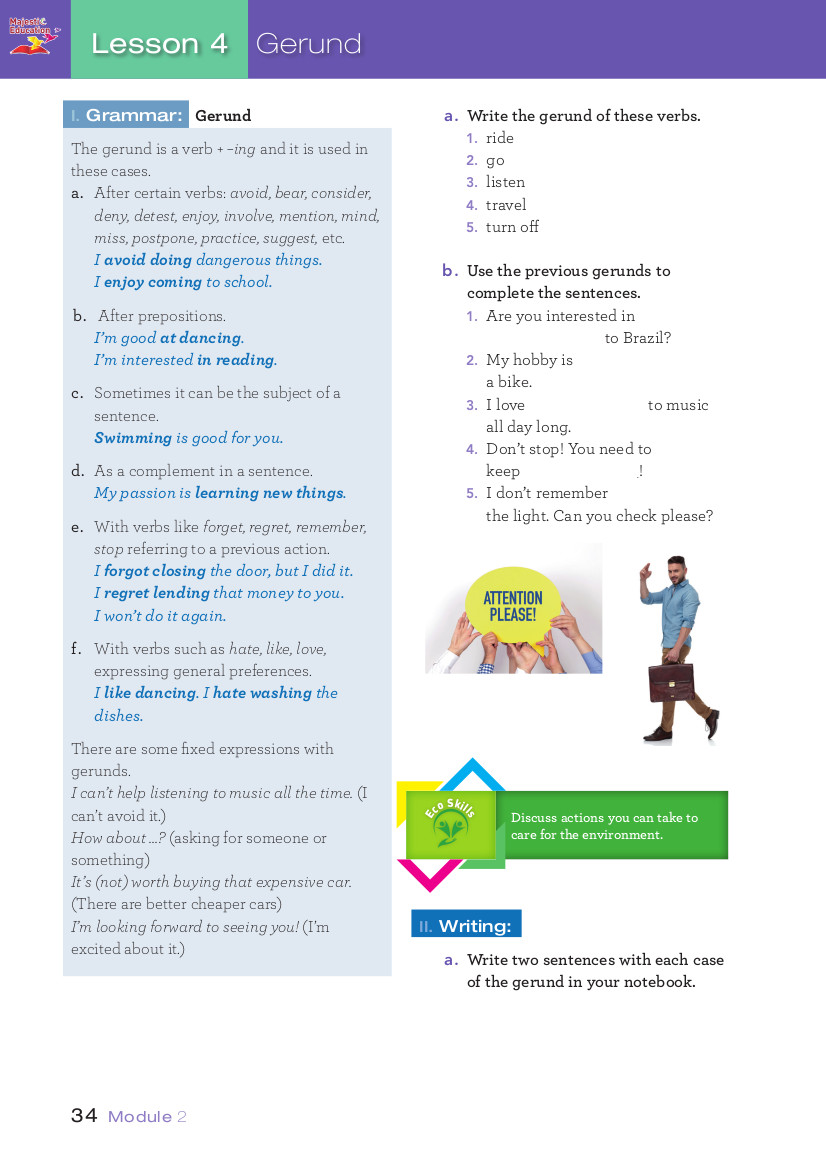 Majestic
Education
Lesson 4
Gerund
I. Grammar: Gerund
The gerund is a verb + –ing and it is used in
these cases.
a. After certain verbs: avoid, bear, consider,
deny, detest, enjoy, involve, mention, mind,
miss, postpone, practice, suggest, etc.
I avoid doing dangerous things.
I enjoy coming to school.
b. After prepositions.
I'm good at dancing.
I'm interested in reading.
c. Sometimes it can be the subject of a
sentence.
Swimming is good for you.
d. As a complement in a sentence.
My passion is learning new things.
e. With verbs like forget, regret, remember,
stop referring to a previous action.
I forgot closing the door, but I did it.
I regret lending that money to you.
I won't do it again.
f. With verbs such as hate, like, love,
expressing general preferences.
I like dancing. I hate washing the
dishes.
There are some fixed expressions with
gerunds.
I can't help listening to music all the time. (I
can't avoid it.)
How about ...? (asking for someone or
something)
It's (not) worth buying that expensive car.
(There are better cheaper cars)
I'm looking forward to seeing you! (I'm
excited about it.)
a. Write the gerund of these verbs.
1. ride
2. go
3. listen
4. travel
5. turn off
b. Use the previous gerunds to
complete the sentences.
1. Are you interested in
to Brazil?
2. My hobby is
a bike.
3. I love to music
all day long.
4. Don't stop! You need to
keep !
5. I don't remember
the light. Can you check please?
ATTENTION
PLEASE!
Eco Skills
Discuss actions you can take to
care for the environment.
II. Writing:
a. Write two sentences with each case
of the gerund in your notebook.
34 Module 2